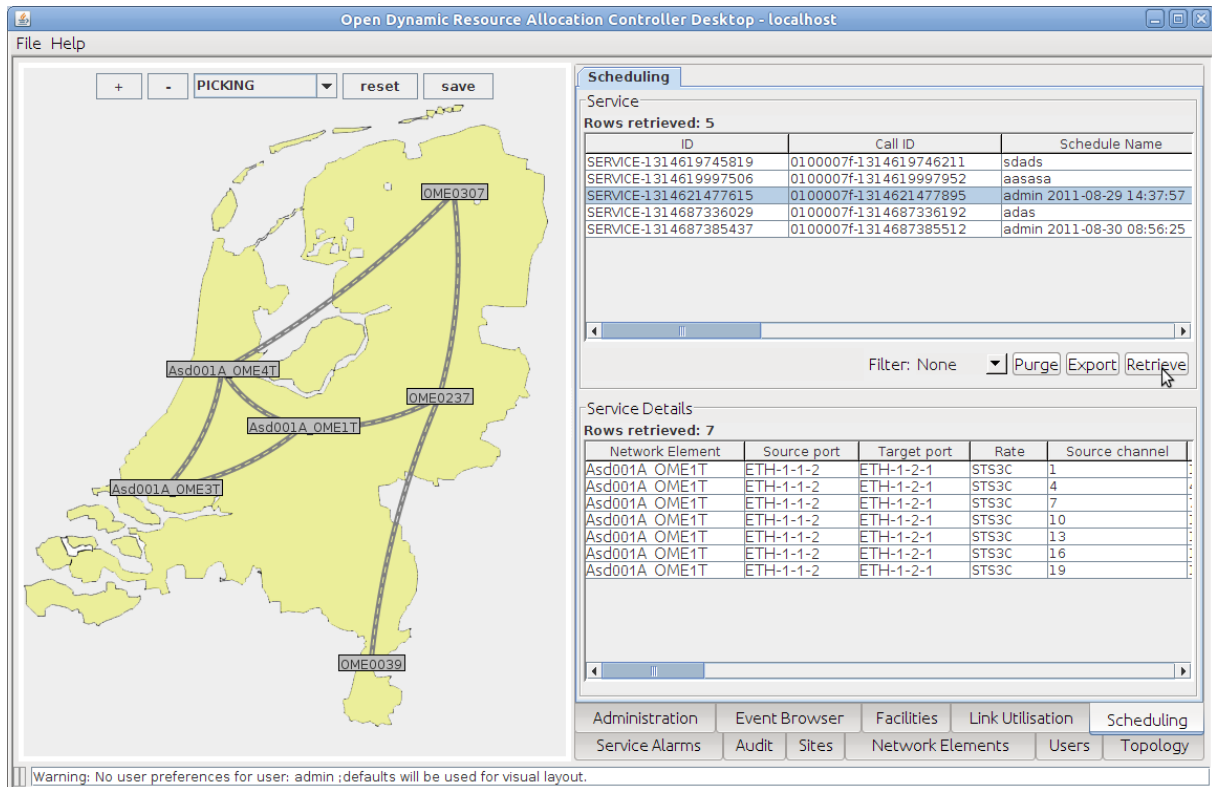 Open Dynamic Resource Allocation Controller Desktop - localhost
File Help
+ - PICKING reset save
OME0307
Asd001A_OME4T
OME0237
Asd001A_OME1T
Asd001A_OME3T
OME0039
Scheduling
Service
Rows retrieved: 5
ID Call ID Schedule Name
SERVICE-1314619745819 0100007f-1314619746211 sdads
SERVICE-1314619997506 0100007f-1314619997952 aasasa
SERVICE-1314621477615 0100007f-1314621477895 admin 2011-08-29 14:37:57
SERVICE-1314687336029 0100007f-1314687336192 adas
SERVICE-1314687385437 0100007f-1314687385512 admin 2011-08-30 08:56:25
Filter: None Purge Export Retrieve
Service Details
Rows retrieved: 7
Network Element Source port Target port Rate Source channel
Asd001A_OME1T ETH-1-1-2 ETH-1-2-1 STS3C 1
Asd001A_OME1T ETH-1-1-2 ETH-1-2-1 STS3C 4
Asd001A_OME1T ETH-1-1-2 ETH-1-2-1 STS3C 7
Asd001A_OME1T ETH-1-1-2 ETH-1-2-1 STS3C 10
Asd001A_OME1T ETH-1-1-2 ETH-1-2-1 STS3C 13
Asd001A_OME1T ETH-1-1-2 ETH-1-2-1 STS3C 16
Asd001A_OME1T ETH-1-1-2 ETH-1-2-1 STS3C 19
Administration Event Browser Facilities Link Utilisation Scheduling
Service Alarms Audit Sites Network Elements Users Topology
Warning: No user preferences for user: admin ;defaults will be used for visual layout.